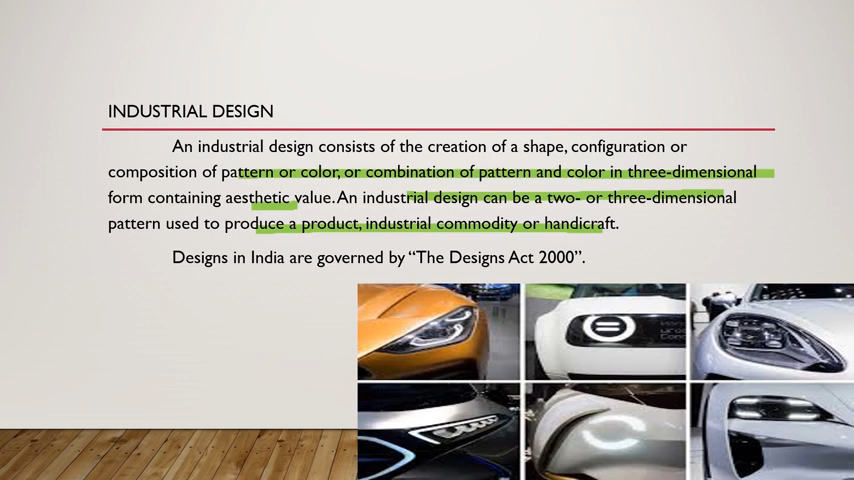 INDUSTRIAL DESIGN
An industrial design consists of the creation of a shape, configuration or
composition of pattern or color, or combination of pattern and color in three-dimensional
form containing aesthetic value. An industrial design can be a two- or three-dimensional
pattern used to produce a product, industrial commodity or handicraft.
Designs in India are governed by “The Designs Act 2000”.